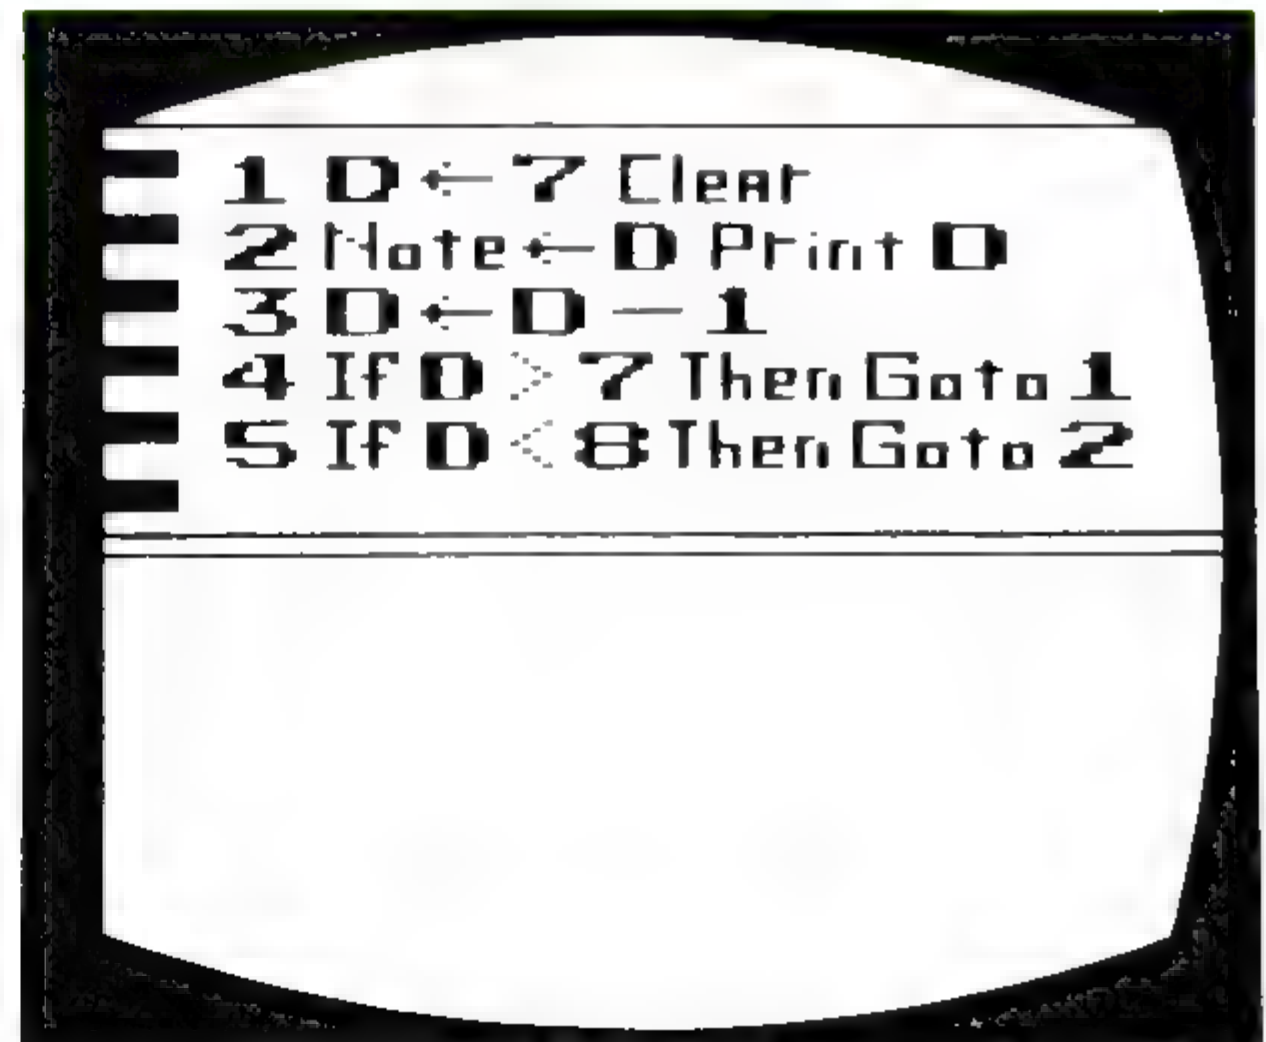 1 D ← 7 Clear
2 Note ← D Print D
3 D ← D — 1
4 If D > 7 Then Goto 1
5 If D < 8 Then Goto 2